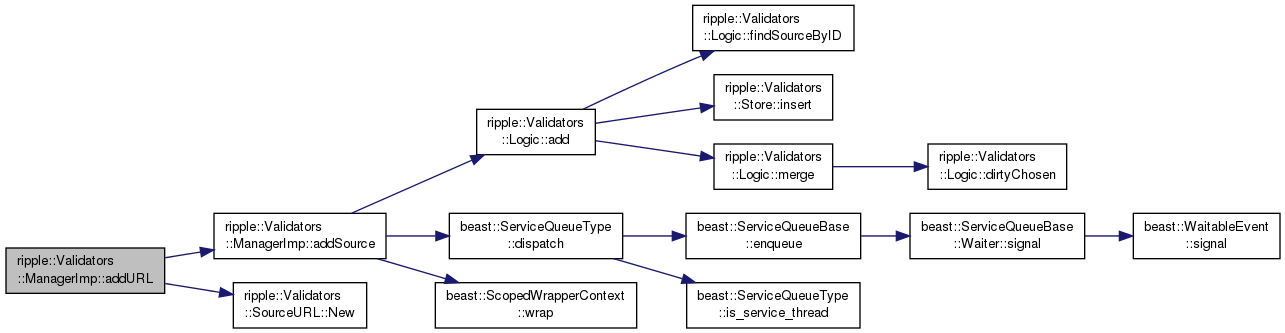 ripple::Validators
::Logic::findSourceByID
ripple::Validators
::Store::insert
ripple::Validators
::Logic::add
ripple::Validators
::Logic::merge
ripple::Validators
::Logic::dirtyChosen
ripple::Validators
::ManagerImp::addSource
beast::ServiceQueueType
::dispatch
beast::ServiceQueueBase
::enqueue
beast::ServiceQueueBase
::Waiter::signal
beast::WaitableEvent
::signal
ripple::Validators
::ManagerImp::addURL
ripple::Validators
::SourceURL::New
beast::ScopedWrapperContext
::wrap
beast::ServiceQueueType
::is_service_thread